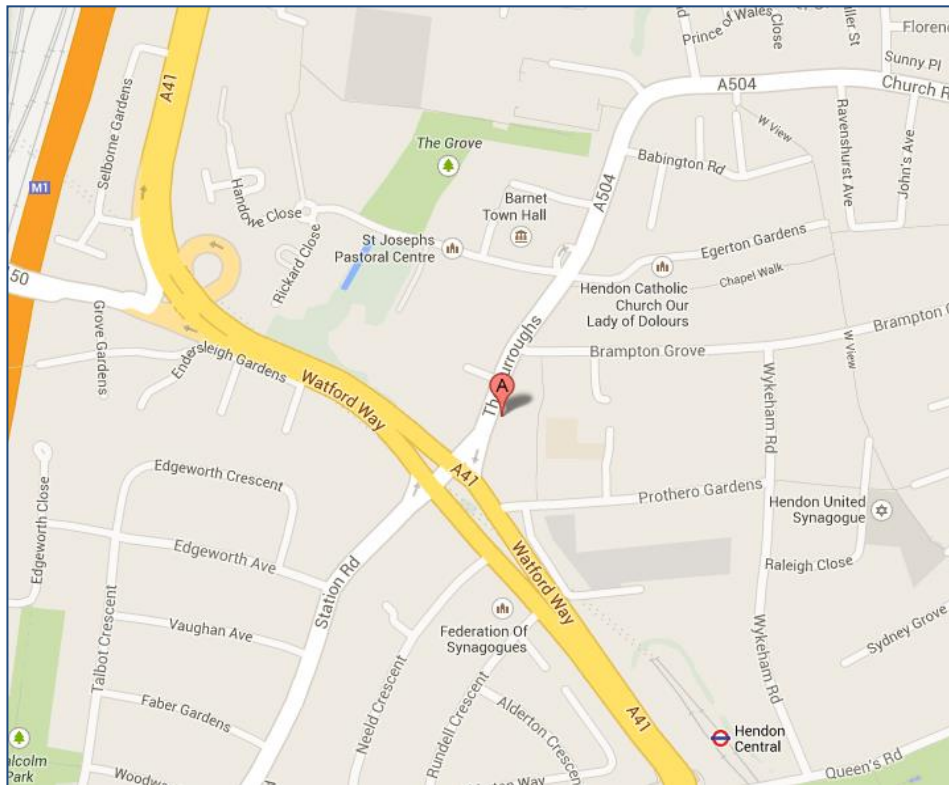 Prince of Wales
Close
Florenc
Sunny Pl
A504
Church R
A41
Selborne Gardens
M1
The Grove
W View
Ravenshurst Ave
John's Ave
Babington Rd
A504
Handowe Close
Barnet
Town Hall
St Josephs
Pastoral Centre
Rickard Close
Egerton Gardens
Chapel Walk
Hendon Catholic
Church Our
Lady of Dolours
Grove Gardens
Endersleigh Gardens
Brampton G
Brampton Grove
W View
Watford Way
Wykeham Rd
A
Edgeworth Crescent
A41
Prothero Gardens
Hendon United
Synagogue
Edgeworth Close
Edgeworth Ave
Watford Way
Raleigh Close
Station Rd
Vaughan Ave
Federation Of
Synagogues
Sydney Grove
Talbot Crescent
Wykeham Rd
Faber Gardens
Neeld Crescent
Rundell Crescent
Alderton Crescent
A41
Hendon
Central
Park
Queen's Rd
Way